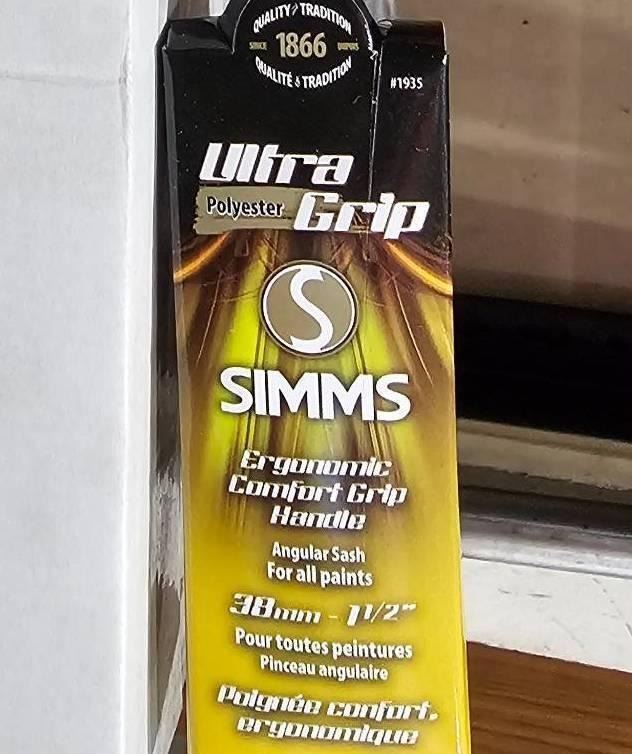 QUALITY & TRADITION
SINCE 1866 DEPUIS
QUALITÉ & TRADITION
#1935
Ultra
Polyester Grip
S
SIMMS
Ergonomic
Comfort Grip
Handle
Angular Sash
For all paints
38mm - 1 1/2"
Pour toutes peintures
Pinceau angulaire
Poignée confort,
ergonomique